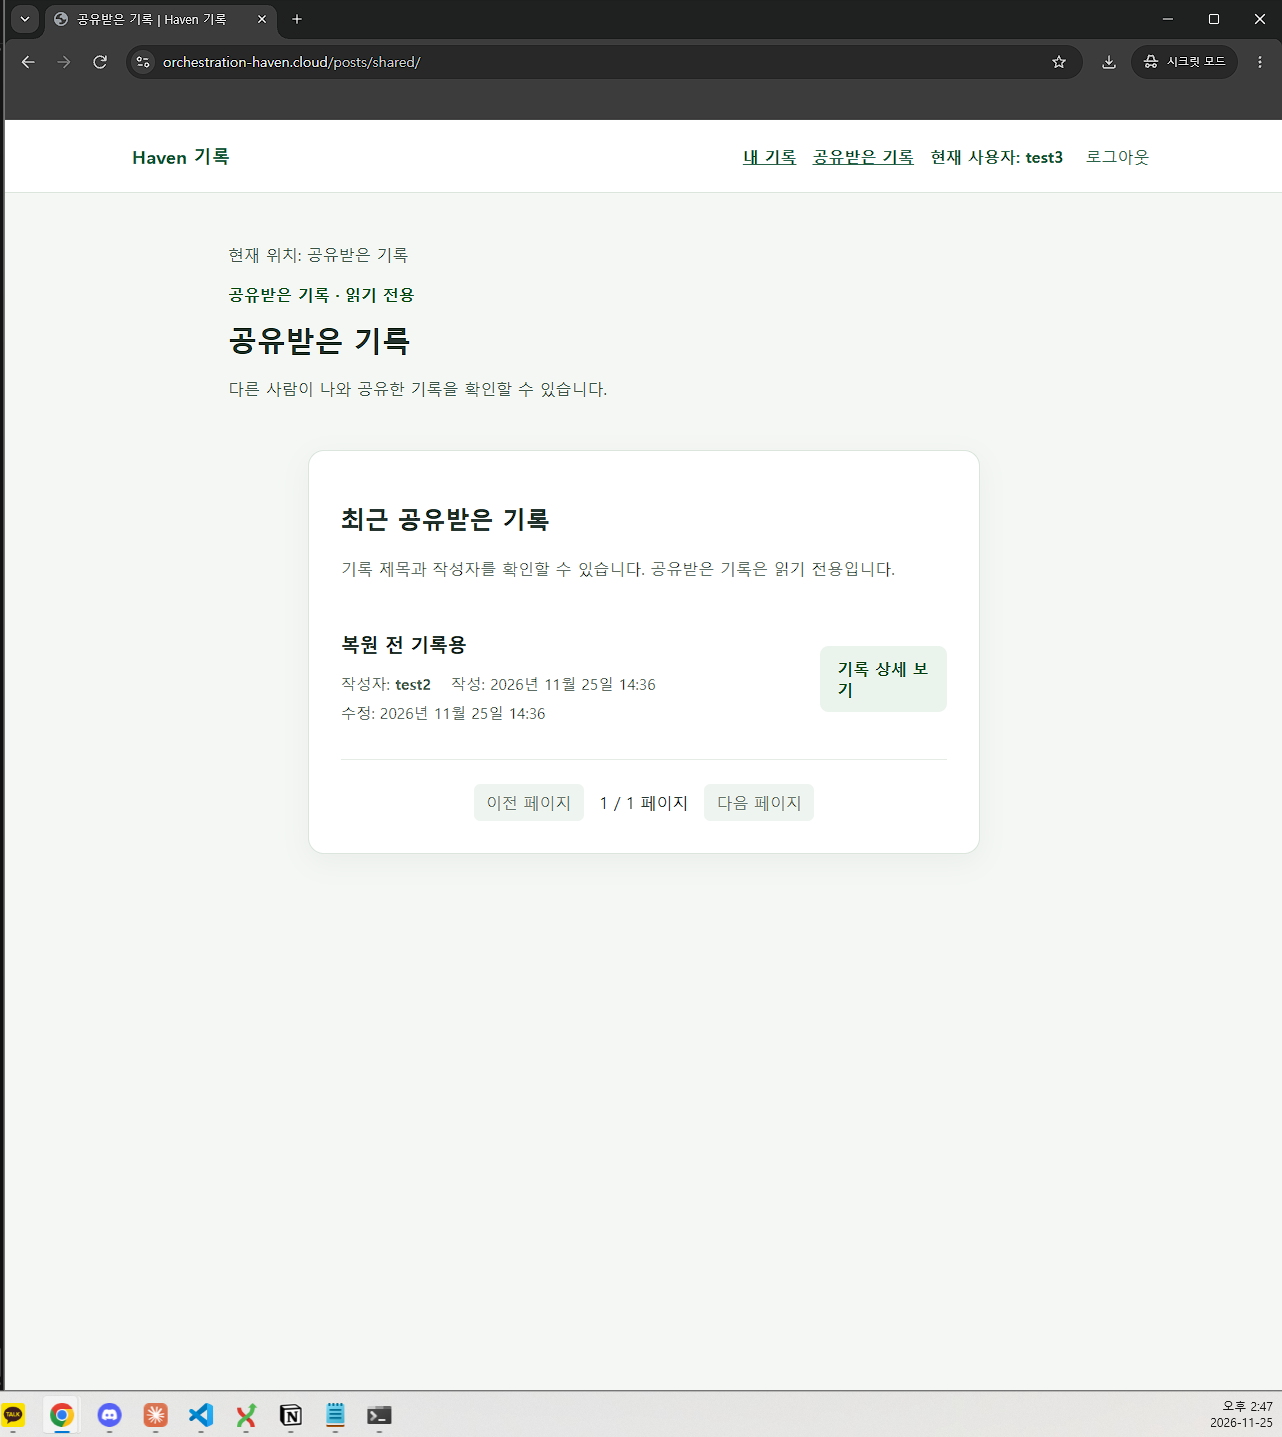 공유받은 기록 | Haven 기록
orchestration-haven.cloud/posts/shared/
시크릿 모드
Haven 기록
내 기록 공유받은 기록 현재 사용자: test3 로그아웃
현재 위치: 공유받은 기록
공유받은 기록 · 읽기 전용
공유받은 기록
다른 사람이 나와 공유한 기록을 확인할 수 있습니다.
최근 공유받은 기록
기록 제목과 작성자를 확인할 수 있습니다. 공유받은 기록은 읽기 전용입니다.
복원 전 기록용
작성자: test2 작성: 2026년 11월 25일 14:36
수정: 2026년 11월 25일 14:36
기록 상세 보
기
이전 페이지 1 / 1 페이지 다음 페이지
TALK
오후 2:47
2026-11-25